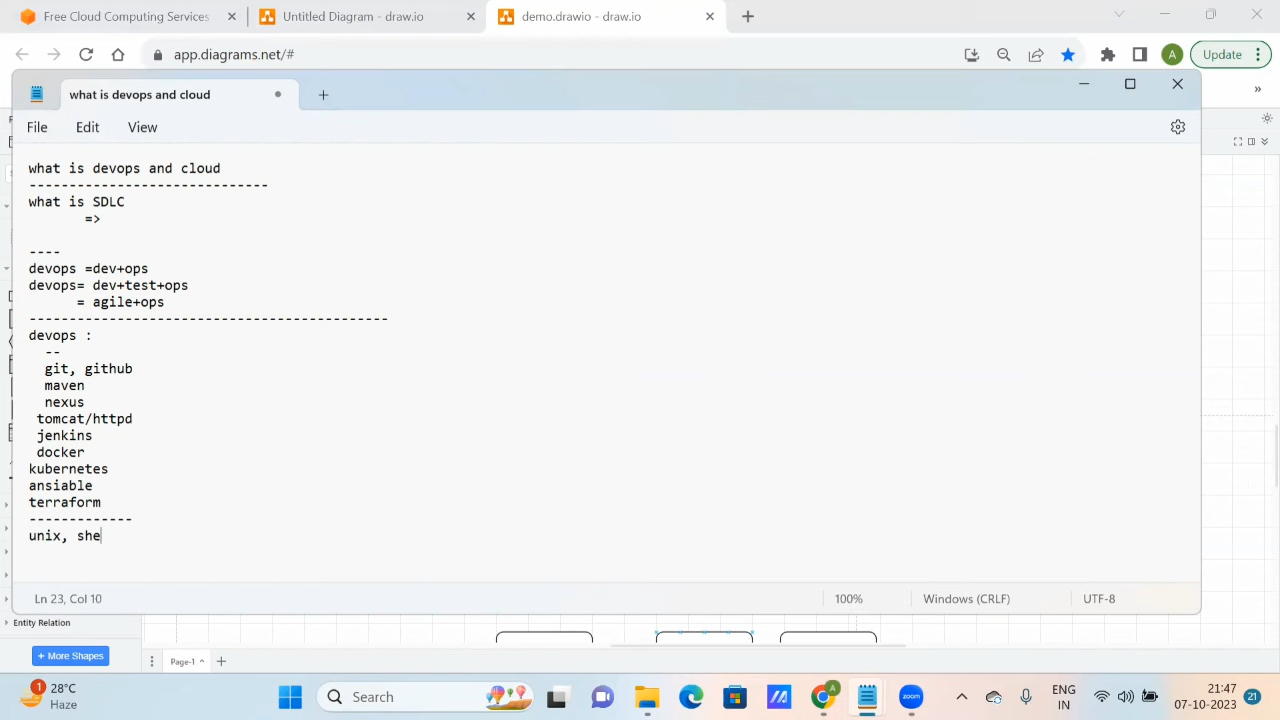 Free Cloud Computing Services
Untitled Diagram - draw.io
demo.drawio - draw.io
app.diagrams.net/#
A
Update
what is devops and cloud
File
Edit
View
what is devops and cloud
------------------------------
what is SDLC
=>
----
devops =dev+ops
devops= dev+test+ops
= agile+ops
---------------------------------------------
devops :
--
git, github
maven
nexus
tomcat/httpd
jenkins
docker
kubernetes
ansiable
terraform
-------------
unix, she
Ln 23, Col 10
100%
Windows (CRLF)
UTF-8
Entity Relation
+ More Shapes
Page-1
1
28°C
Haze
Search
A
zoom
ENG
IN
21:47
07-10-2023
21